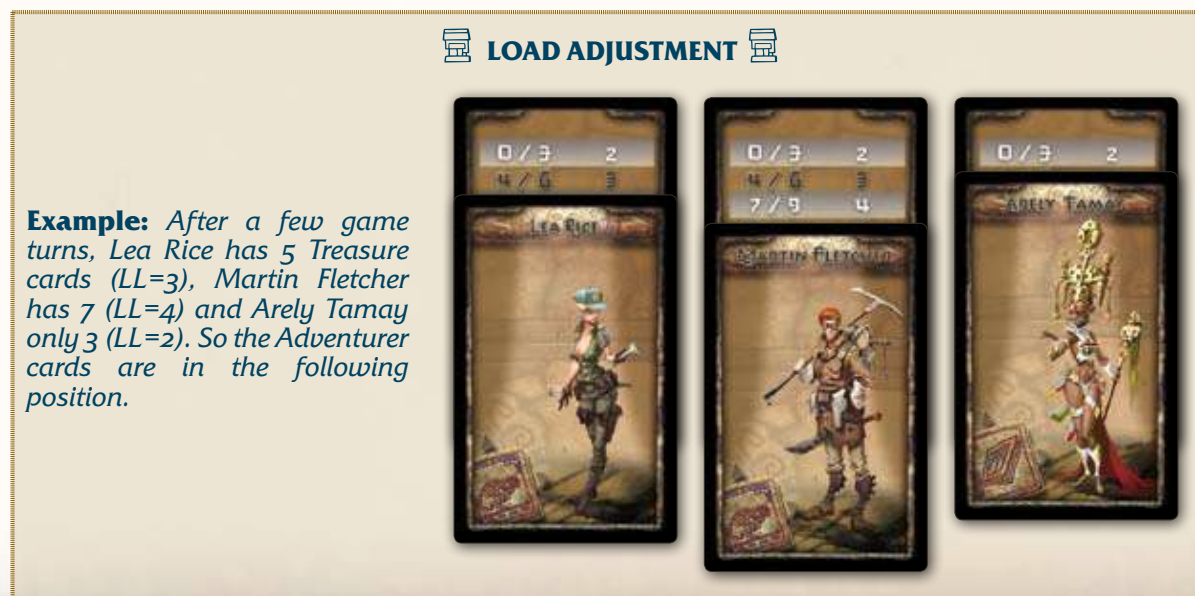 LOAD ADJUSTMENT
Example: After a few game
turns, Lea Rice has 5 Treasure
cards (LL=3), Martin Fletcher
has 7 (LL=4) and Arely Tamay
only 3 (LL=2). So the Adventurer
cards are in the following
position.
0/3 2
4/6 3
LEA RICE
0/3 2
4/6 3
7/9 4
MARTIN FLETCHER
0/3 2
ARELY TAMAY